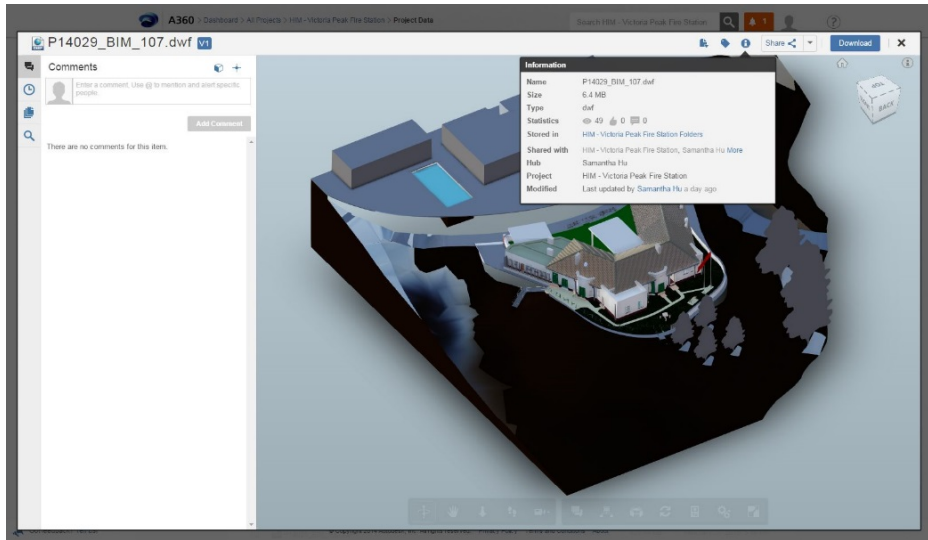 A360 > Dashboard > All Projects > HIM - Victoria Peak Fire Station > Project Data
Search HIM - Victoria Peak Fire Station
1
P14029_BIM_107.dwf V1
Share
Download
Comments
Enter a comment. Use @ to mention and alert specific people.
Add Comment
There are no comments for this item.
Information
Name P14029_BIM_107.dwf
Size 6.4 MB
Type dwf
Statistics 49 0 0
Stored in HIM - Victoria Peak Fire Station Folders
Shared with HIM - Victoria Peak Fire Station, Samantha Hu More
Hub Samantha Hu
Project HIM - Victoria Peak Fire Station
Modified Last updated by Samantha Hu a day ago
TOP
BACK